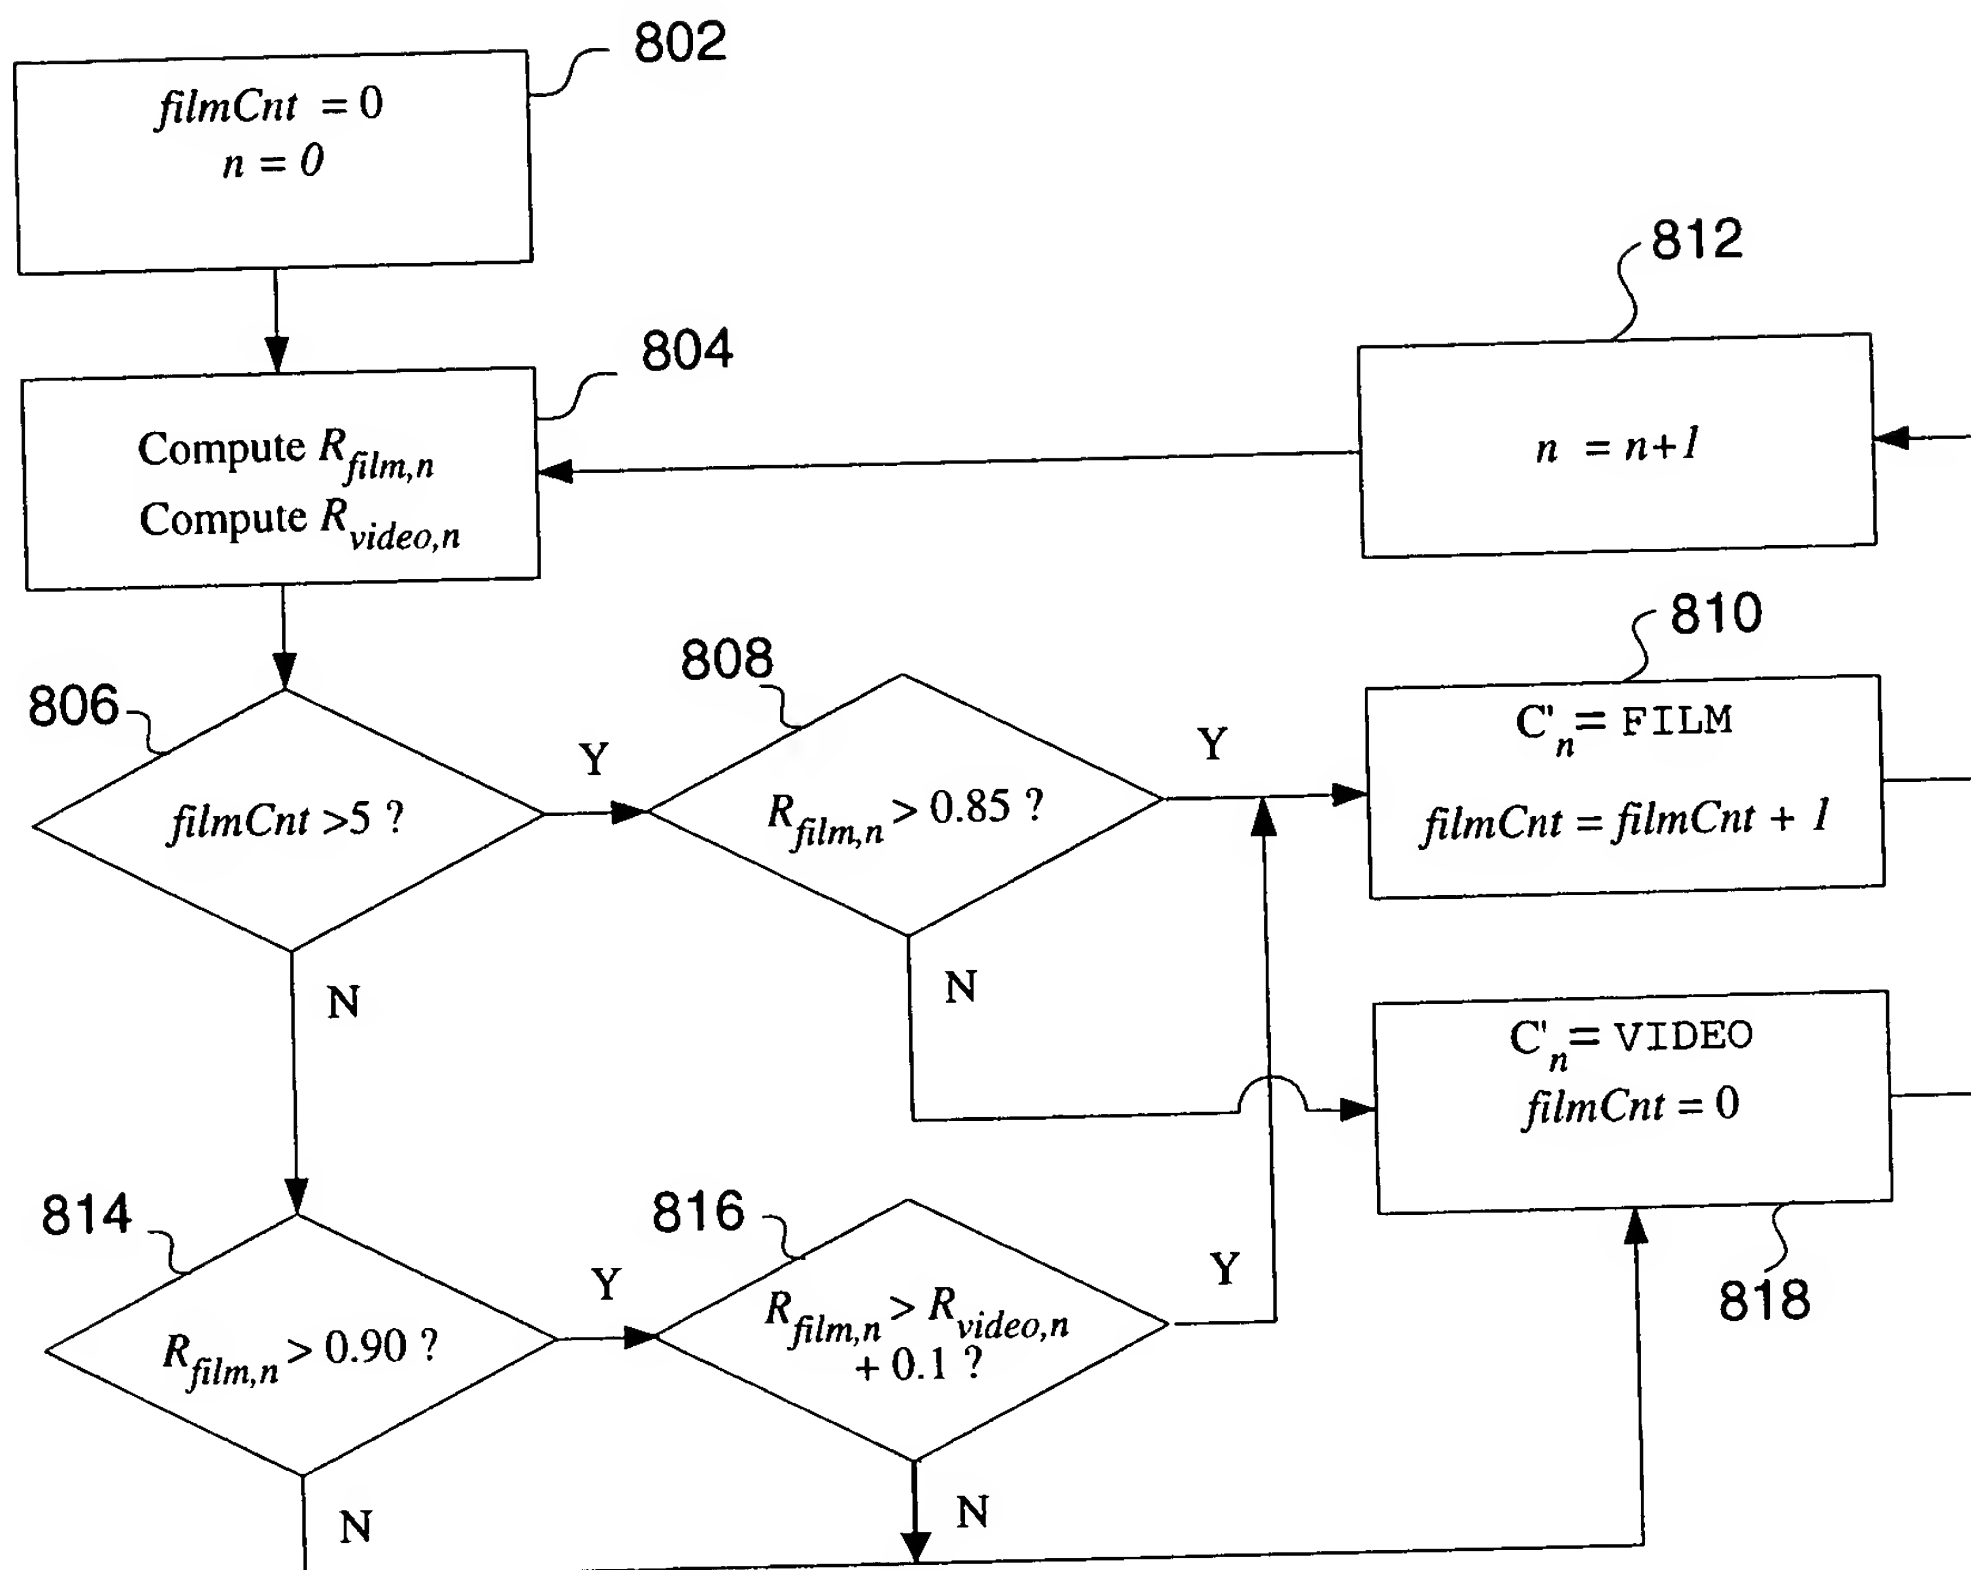 802
filmCnt = 0
n = 0
804
Compute R_film,n
Compute R_video,n
812
n = n+1
806
filmCnt >5 ?
Y
N
808
R_film,n > 0.85 ?
Y
N
810
C'_n = FILM
filmCnt = filmCnt + 1
C'_n = VIDEO
filmCnt = 0
818
814
R_film,n > 0.90 ?
Y
N
816
R_film,n > R_video,n
+ 0.1 ?
Y
N